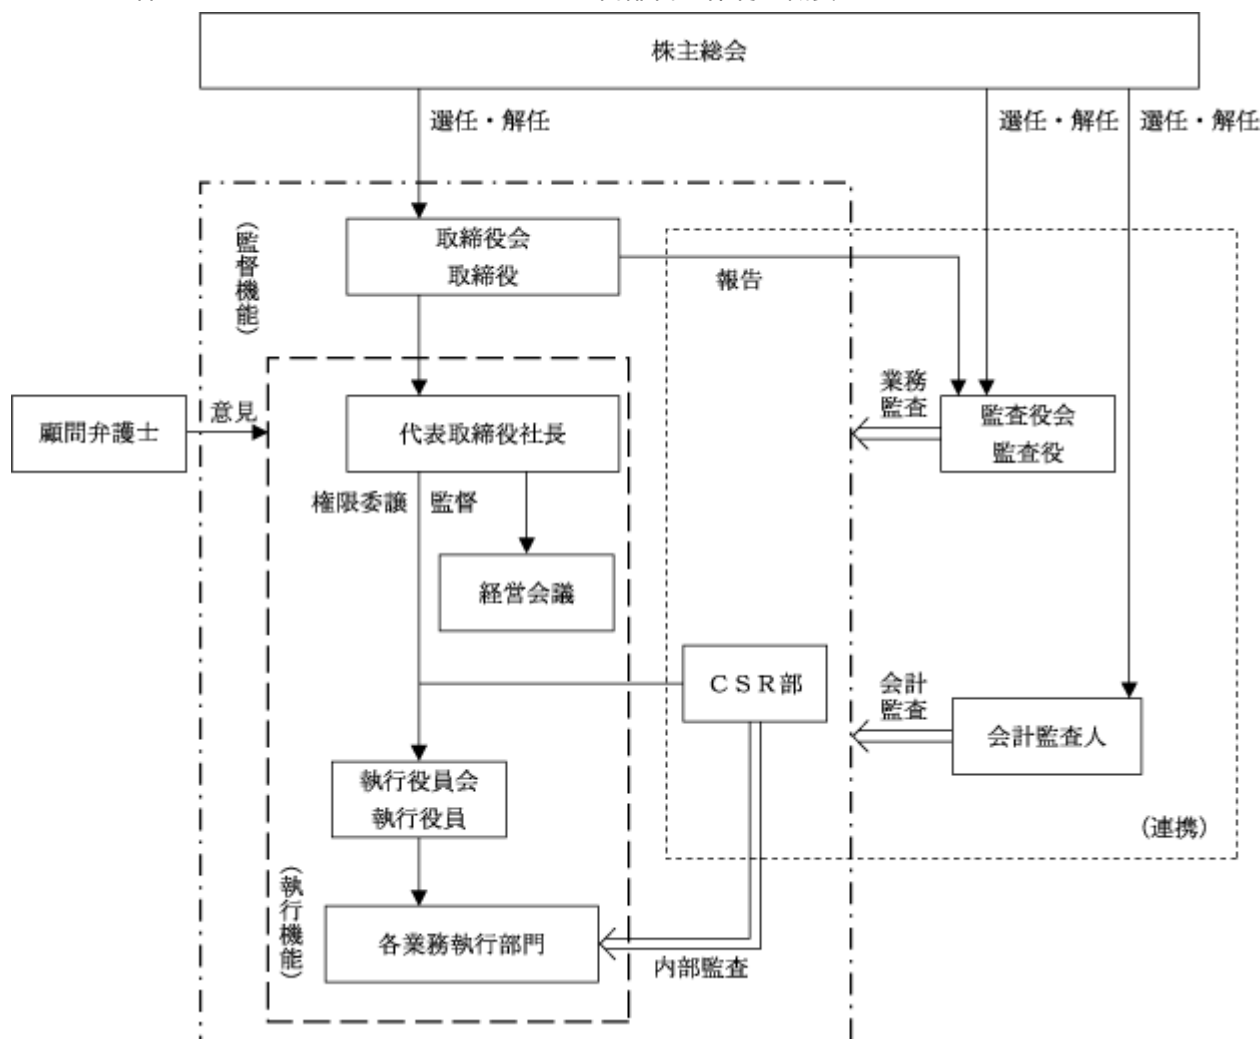 株主総会
選任・解任
選任・解任
選任・解任
(監督機能)
取締役会
取締役
報告
顧問弁護士
意見
代表取締役社長
業務
監査
監査役会
監査役
権限委譲
監督
経営会議
ＣＳＲ部
会計
監査
会計監査人
執行役員会
執行役員
(連携)
(執行機能)
各業務執行部門
内部監査